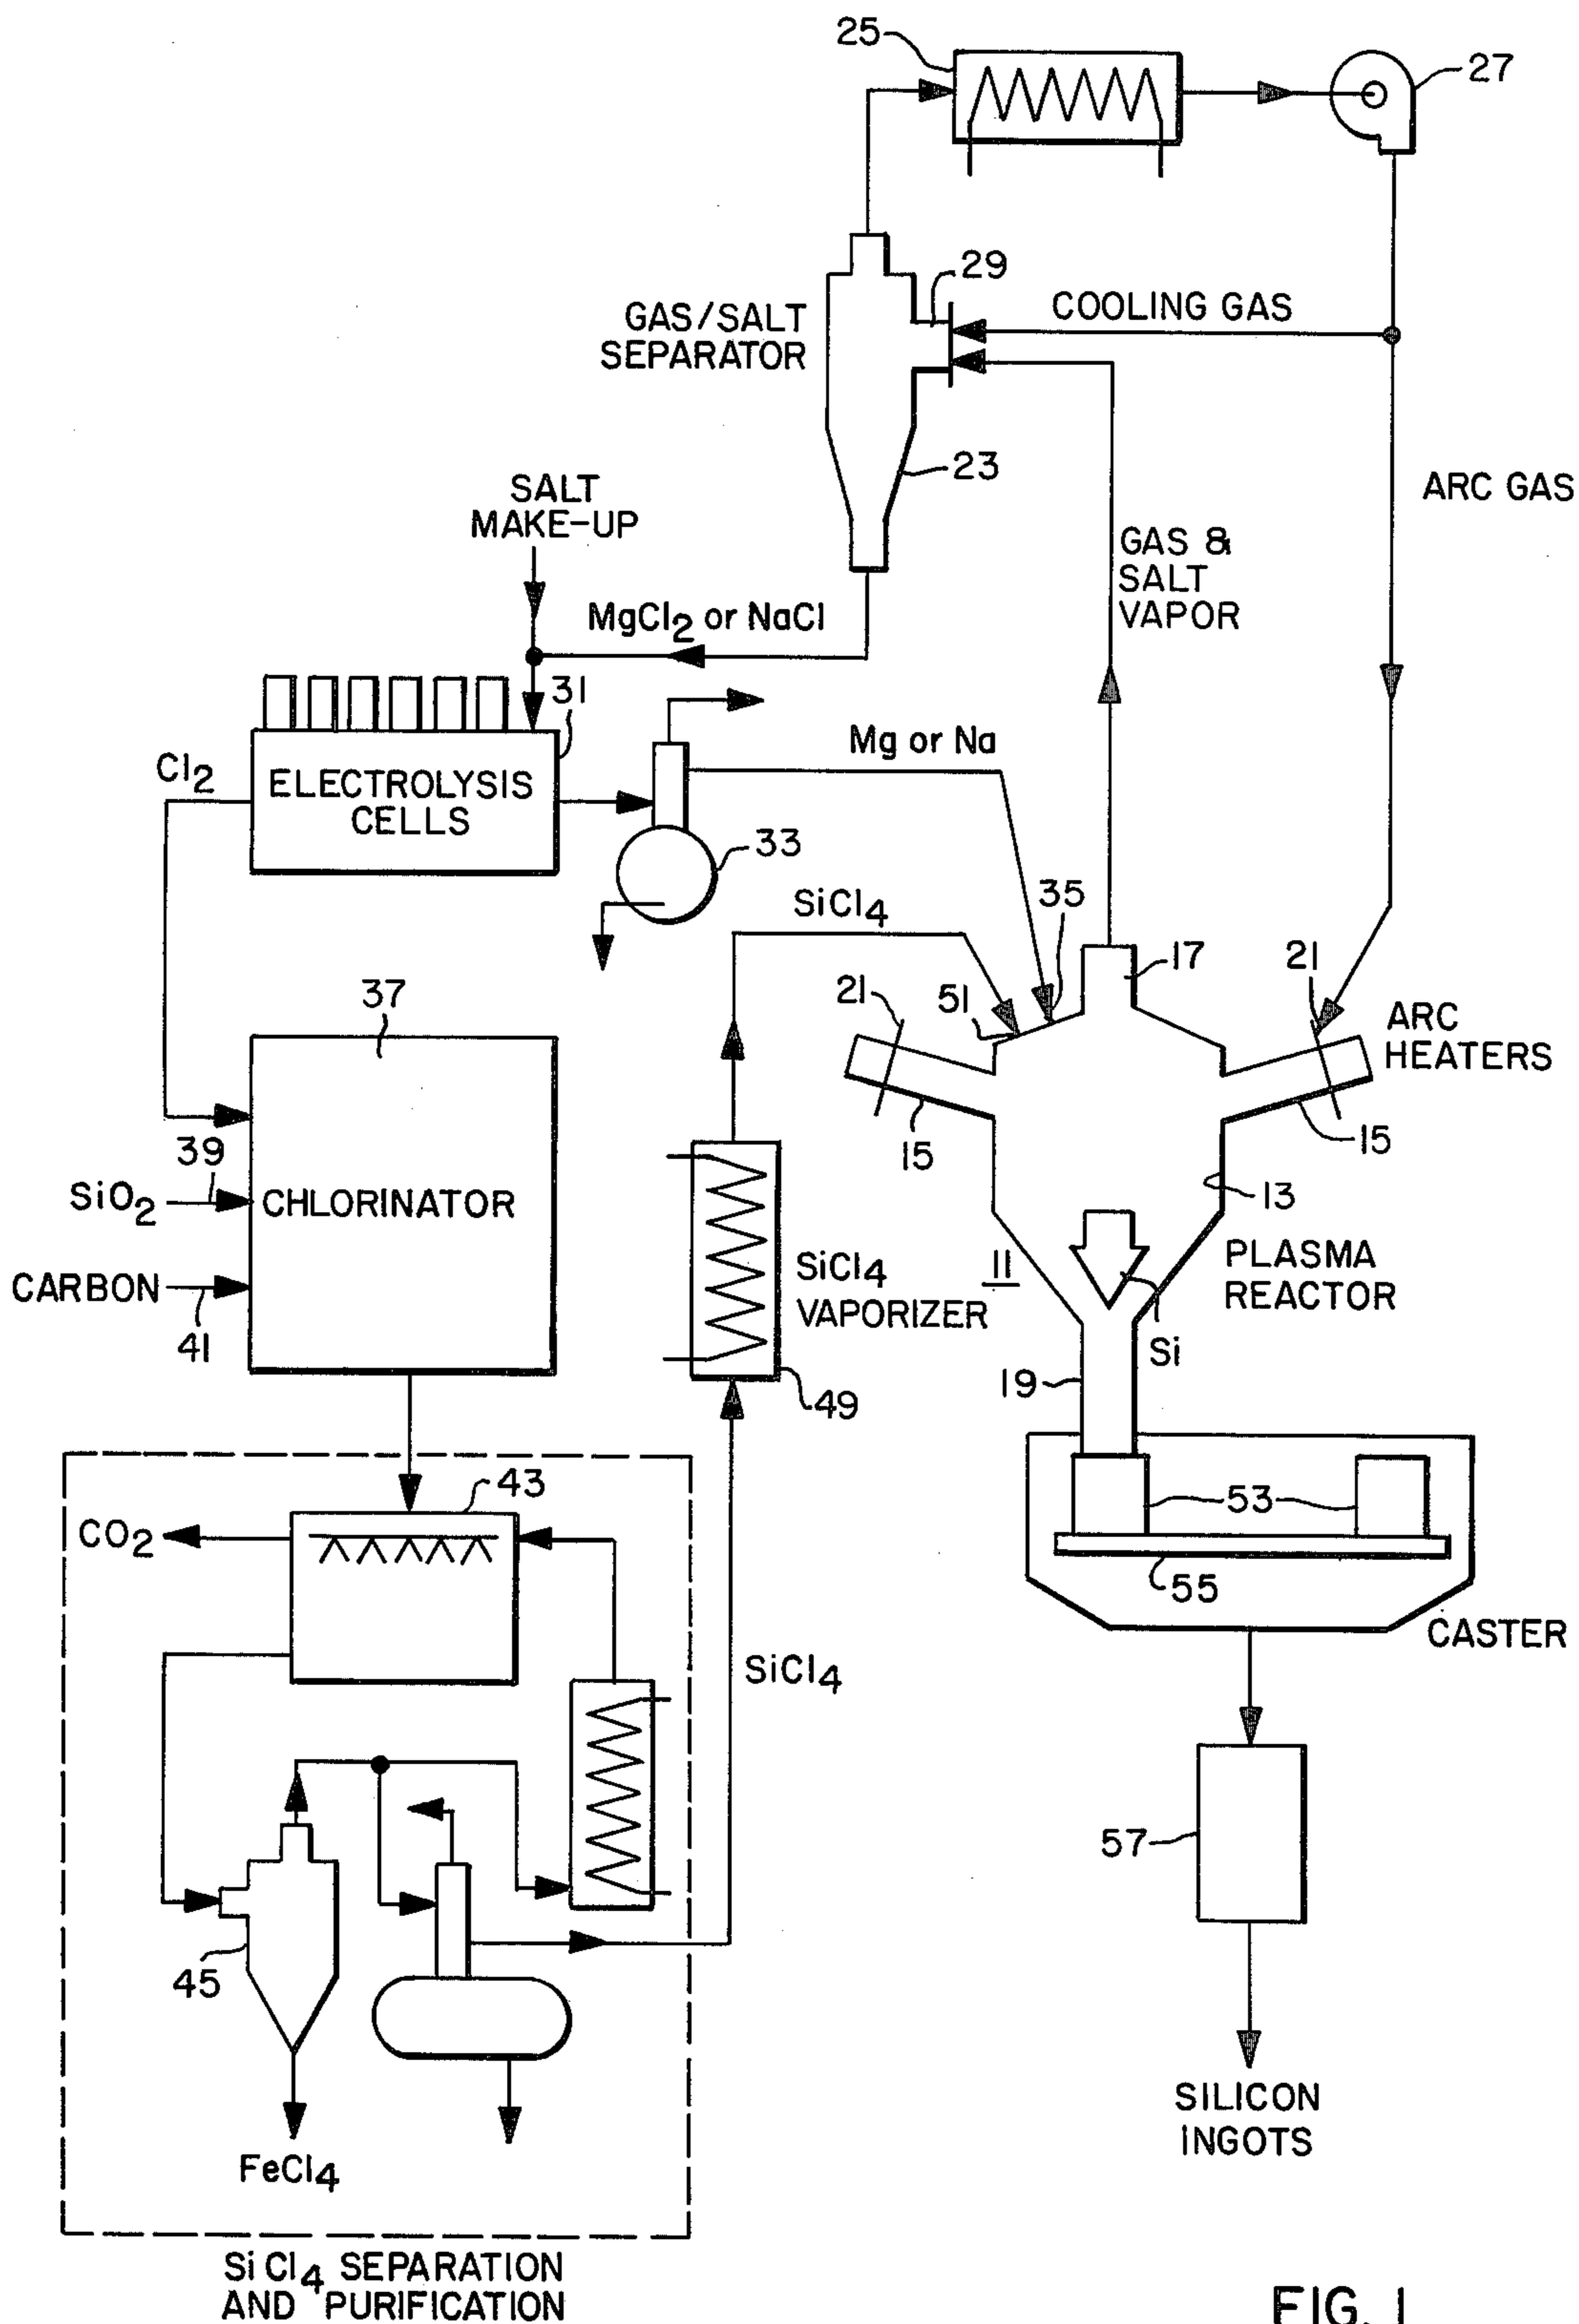 25
27
29
COOLING GAS
GAS/SALT
SEPARATOR
23
ARC GAS
SALT
MAKE-UP
GAS &
SALT
VAPOR
MgCl2 or NaCl
31
Mg or Na
Cl2
ELECTROLYSIS
CELLS
33
35
SiCl4
17
21
51
21
37
ARC
HEATERS
15
15
39
SiO2
CHLORINATOR
13
11
PLASMA
REACTOR
SiCl4
VAPORIZER
CARBON
41
Si
19
49
43
53
CO2
55
CASTER
SiCl4
57
45
SILICON
INGOTS
FeCl4
SiCl4 SEPARATION
AND PURIFICATION
FIG. 1